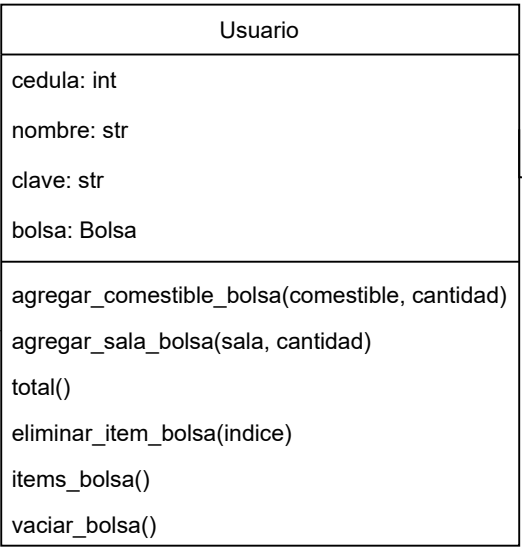 Usuario
cedula: int
nombre: str
clave: str
bolsa: Bolsa
agregar_comestible_bolsa(comestible, cantidad)
agregar_sala_bolsa(sala, cantidad)
total()
eliminar_item_bolsa(indice)
items_bolsa()
vaciar_bolsa()